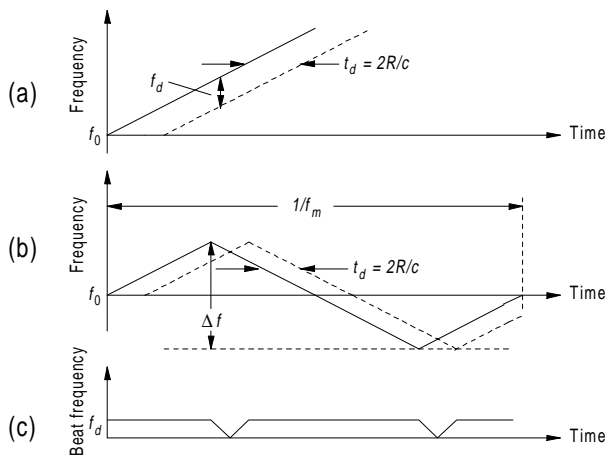 (a)
Frequency
f_d
t_d = 2R/c
f_0
Time
(b)
Frequency
1/f_m
t_d = 2R/c
f_0
Δf
Time
(c)
Beat frequency
f_d
Time